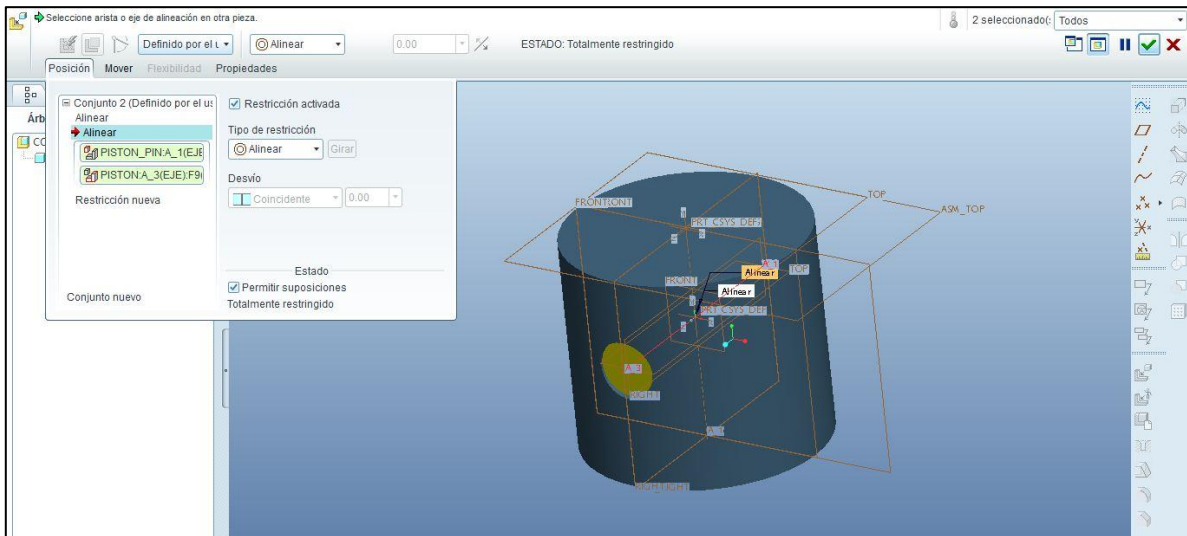 Seleccione arista o eje de alineación en otra pieza.
2 seleccionado(: Todos
Definido por el u Alinear 0.00 ESTADO: Totalmente restringido
Posición Mover Flexibilidad Propiedades
Árb
CO
Conjunto 2 (Definido por el us
Alinear
Alinear
PISTON_PIN:A_1(EJE
PISTON:A_3(EJE):F9(
Restricción nueva
Conjunto nuevo
Restricción activada
Tipo de restricción
Alinear Girar
Desvío
Coincidente 0.00
Estado
Permitir suposiciones
Totalmente restringido
TOP
ASM_TOP
PRT_CSYS_DEF
A_1
Alinear
TOP
FRONT
Alinear
PRT_CSYS_DEF
A_3
RIGHT